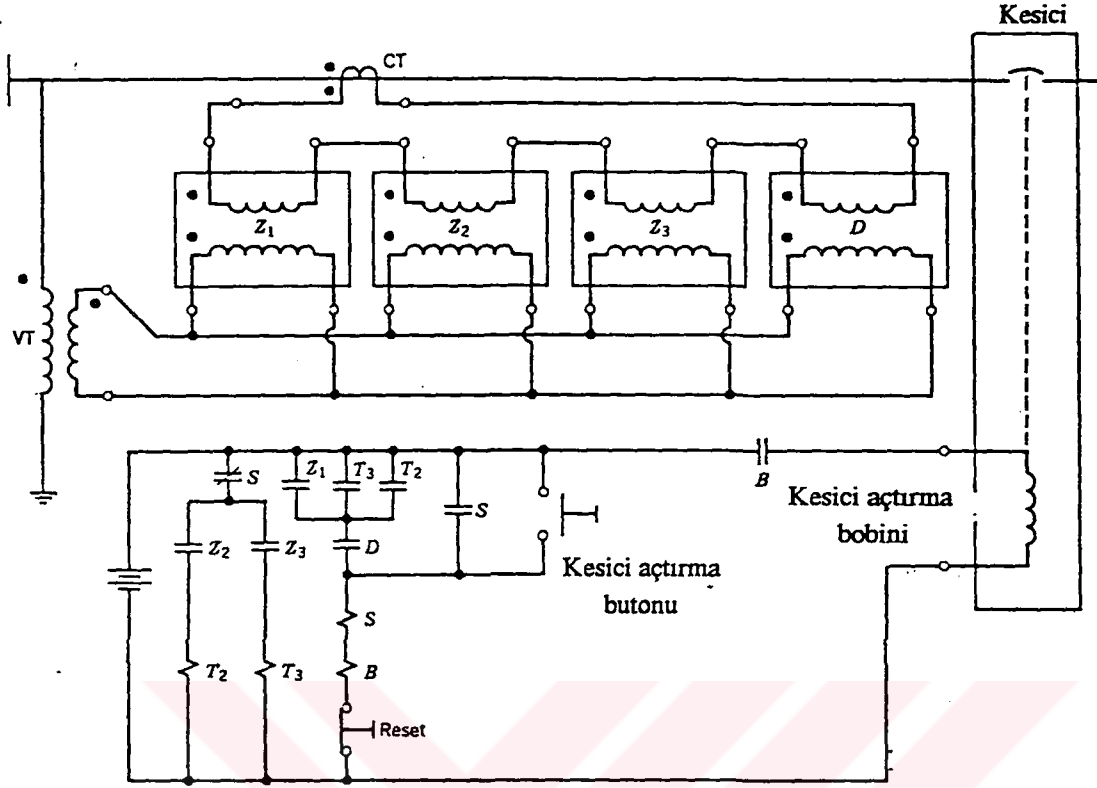 Kesici
CT
Z₁
Z₂
Z₃
D
VT
S
Z₁
T₃
T₂
S
B
Z₂
Z₃
D
Kesici açtırma
bobini
Kesici açtırma
butonu
S
T₂
T₃
B
Reset